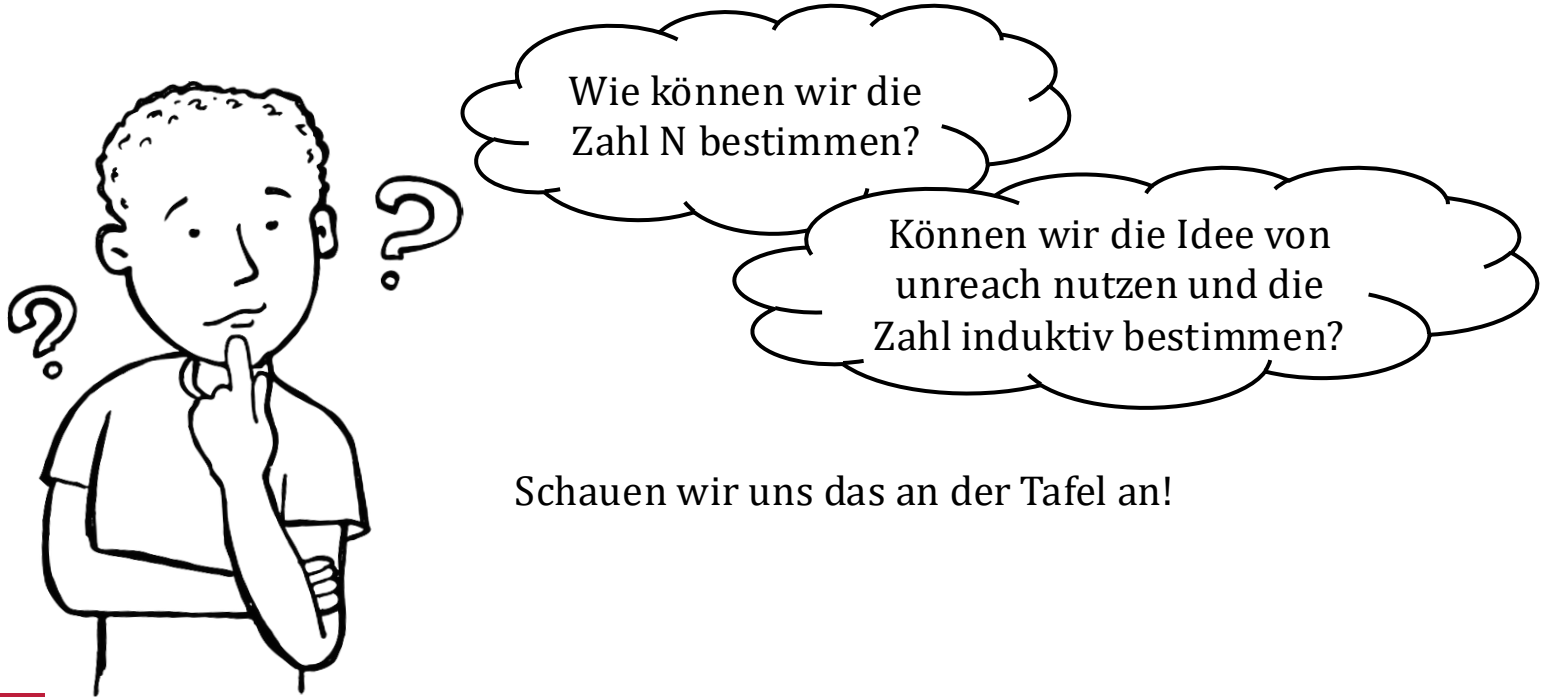 Wie können wir die
Zahl N bestimmen?
Können wir die Idee von
unreach nutzen und die
Zahl induktiv bestimmen?
Schauen wir uns das an der Tafel an!